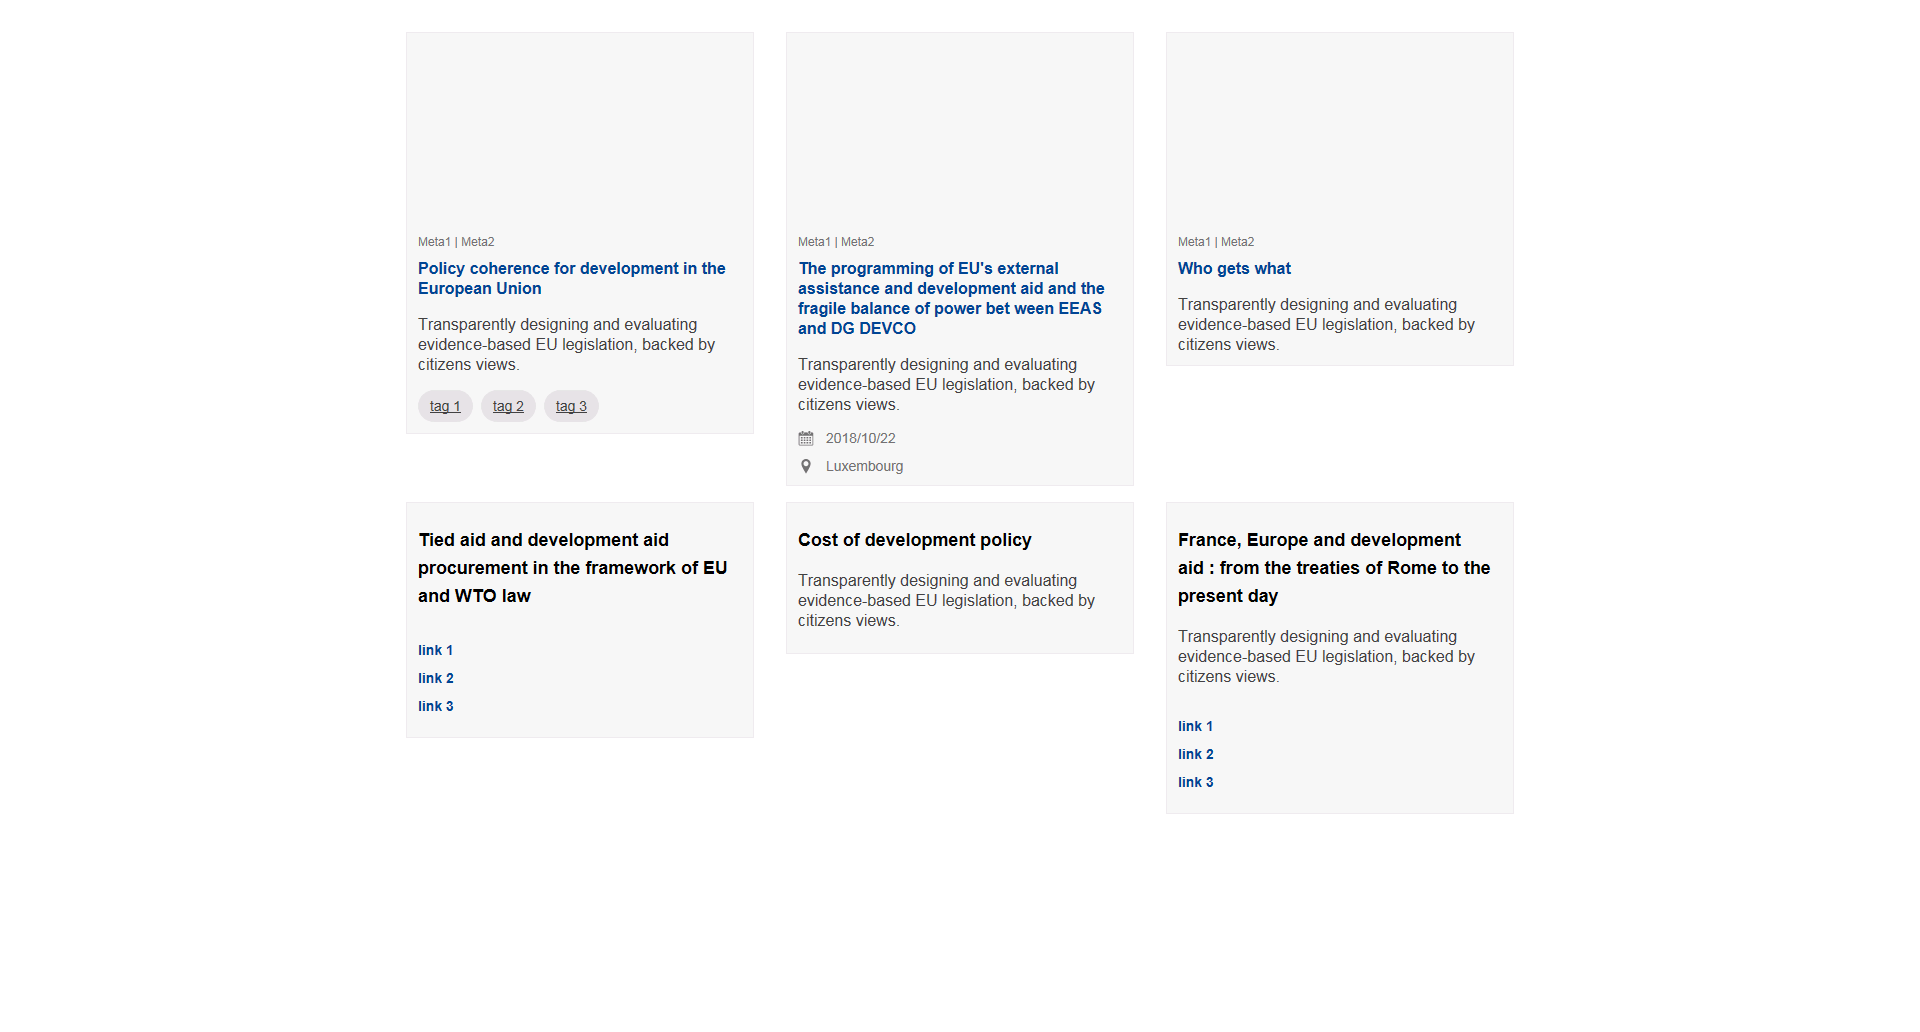 Meta1 | Meta2
Policy coherence for development in the
European Union
Transparently designing and evaluating
evidence-based EU legislation, backed by
citizens views.
tag 1 tag 2 tag 3
Meta1 | Meta2
The programming of EU's external
assistance and development aid and the
fragile balance of power bet ween EEAS
and DG DEVCO
Transparently designing and evaluating
evidence-based EU legislation, backed by
citizens views.
2018/10/22
Luxembourg
Meta1 | Meta2
Who gets what
Transparently designing and evaluating
evidence-based EU legislation, backed by
citizens views.
Tied aid and development aid
procurement in the framework of EU
and WTO law
link 1
link 2
link 3
Cost of development policy
Transparently designing and evaluating
evidence-based EU legislation, backed by
citizens views.
France, Europe and development
aid : from the treaties of Rome to the
present day
Transparently designing and evaluating
evidence-based EU legislation, backed by
citizens views.
link 1
link 2
link 3